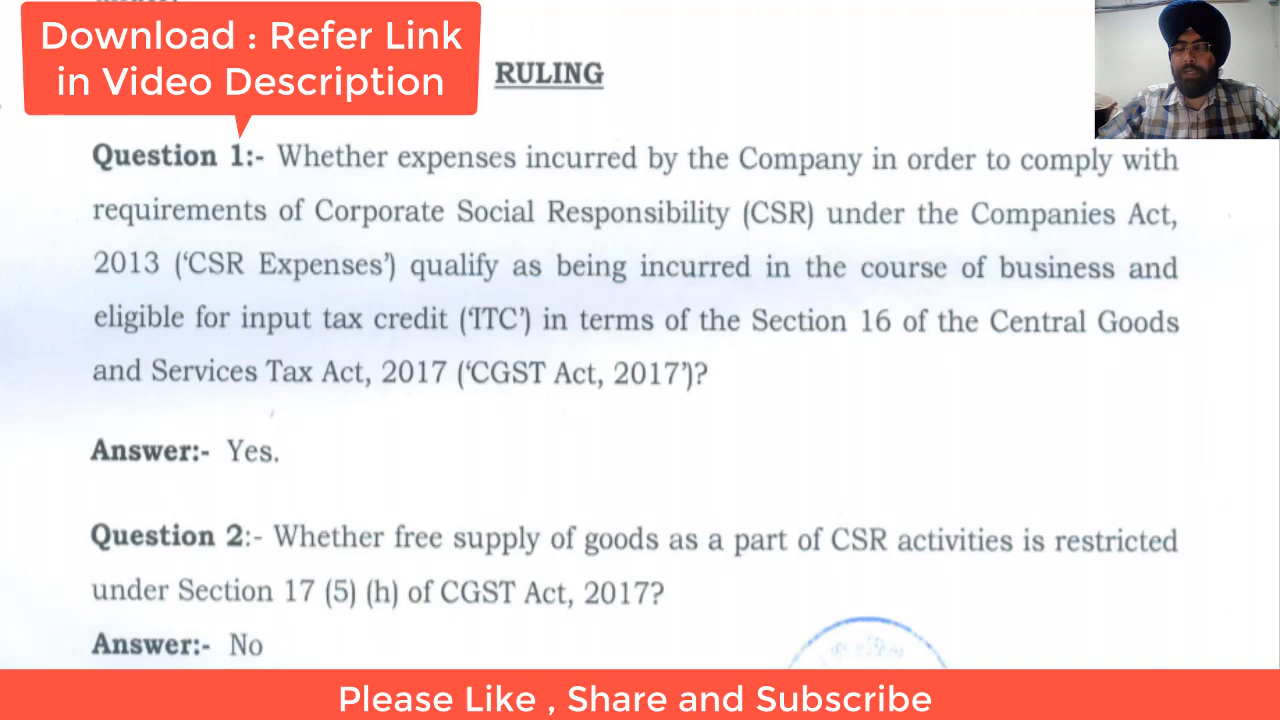 Download : Refer Link
in Video Description
RULING
Question 1:- Whether expenses incurred by the Company in order to comply with
requirements of Corporate Social Responsibility (CSR) under the Companies Act,
2013 (‘CSR Expenses’) qualify as being incurred in the course of business and
eligible for input tax credit (‘ITC’) in terms of the Section 16 of the Central Goods
and Services Tax Act, 2017 (‘CGST Act, 2017’)?
Answer:- Yes.
Question 2:- Whether free supply of goods as a part of CSR activities is restricted
under Section 17 (5) (h) of CGST Act, 2017?
Answer:- No
Please Like , Share and Subscribe